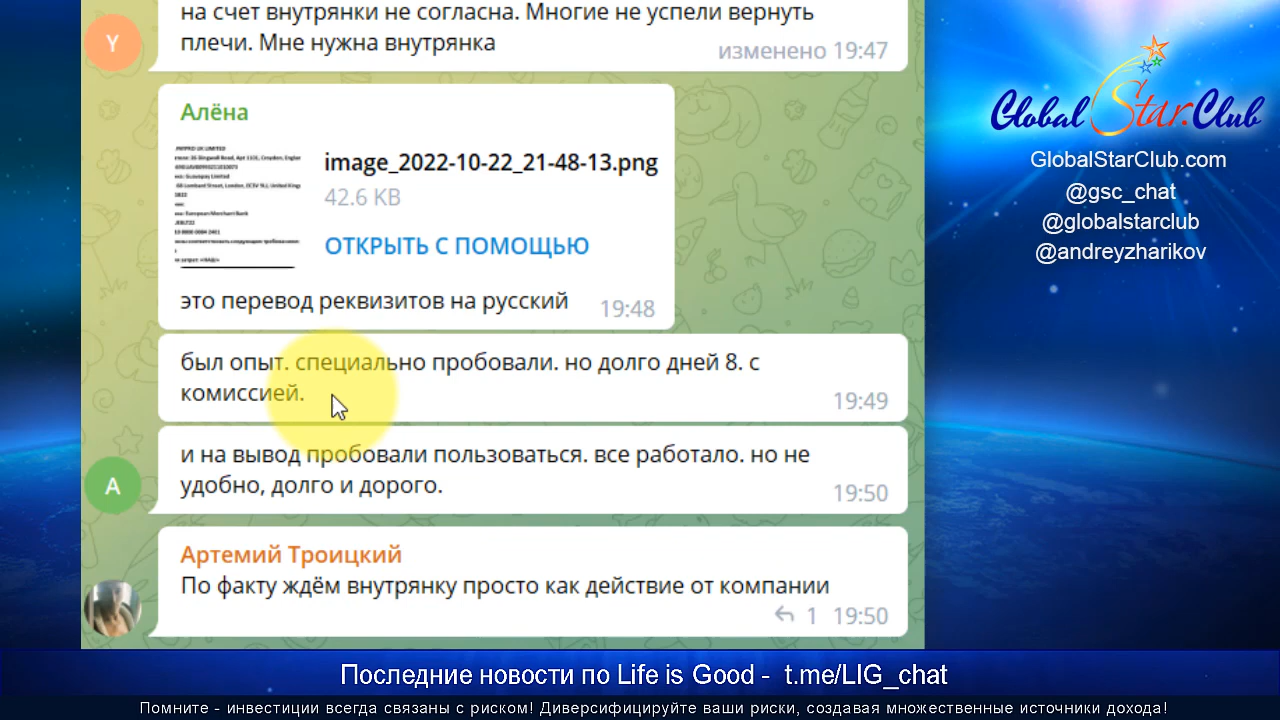 на счет внутрянки не согласна. Многие не успели вернуть
плечи. Мне нужна внутрянка
изменено 19:47
Y
Алёна
image_2022-10-22_21-48-13.png
42.6 KB
ОТКРЫТЬ С ПОМОЩЬЮ
это перевод реквизитов на русский
19:48
был опыт. специально пробовали. но долго дней 8. с
комиссией.
19:49
и на вывод пробовали пользоваться. все работало. но не
удобно, долго и дорого.
19:50
A
Артемий Троицкий
По факту ждём внутрянку просто как действие от компании
1 19:50
Global Star.Club
GlobalStarClub.com
@gsc_chat
@globalstarclub
@andreyzharikov
Последние новости по Life is Good - t.me/LIG_chat
Помните - инвестиции всегда связаны с риском! Диверсифицируйте ваши риски, создавая множественные источники дохода!